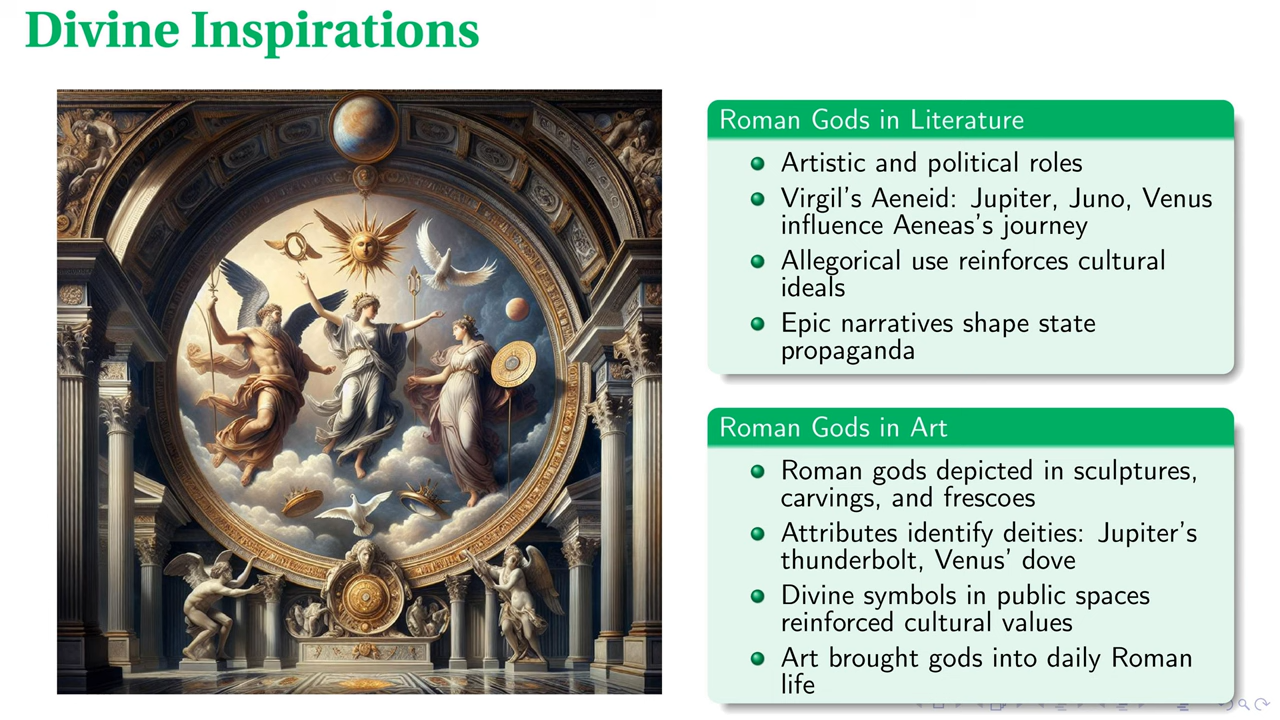 Divine Inspirations
Roman Gods in Literature
Artistic and political roles
Virgil's Aeneid: Jupiter, Juno, Venus
influence Aeneas's journey
Allegorical use reinforces cultural
ideals
Epic narratives shape state
propaganda
Roman Gods in Art
Roman gods depicted in sculptures,
carvings, and frescoes
Attributes identify deities: Jupiter's
thunderbolt, Venus' dove
Divine symbols in public spaces
reinforced cultural values
Art brought gods into daily Roman
life